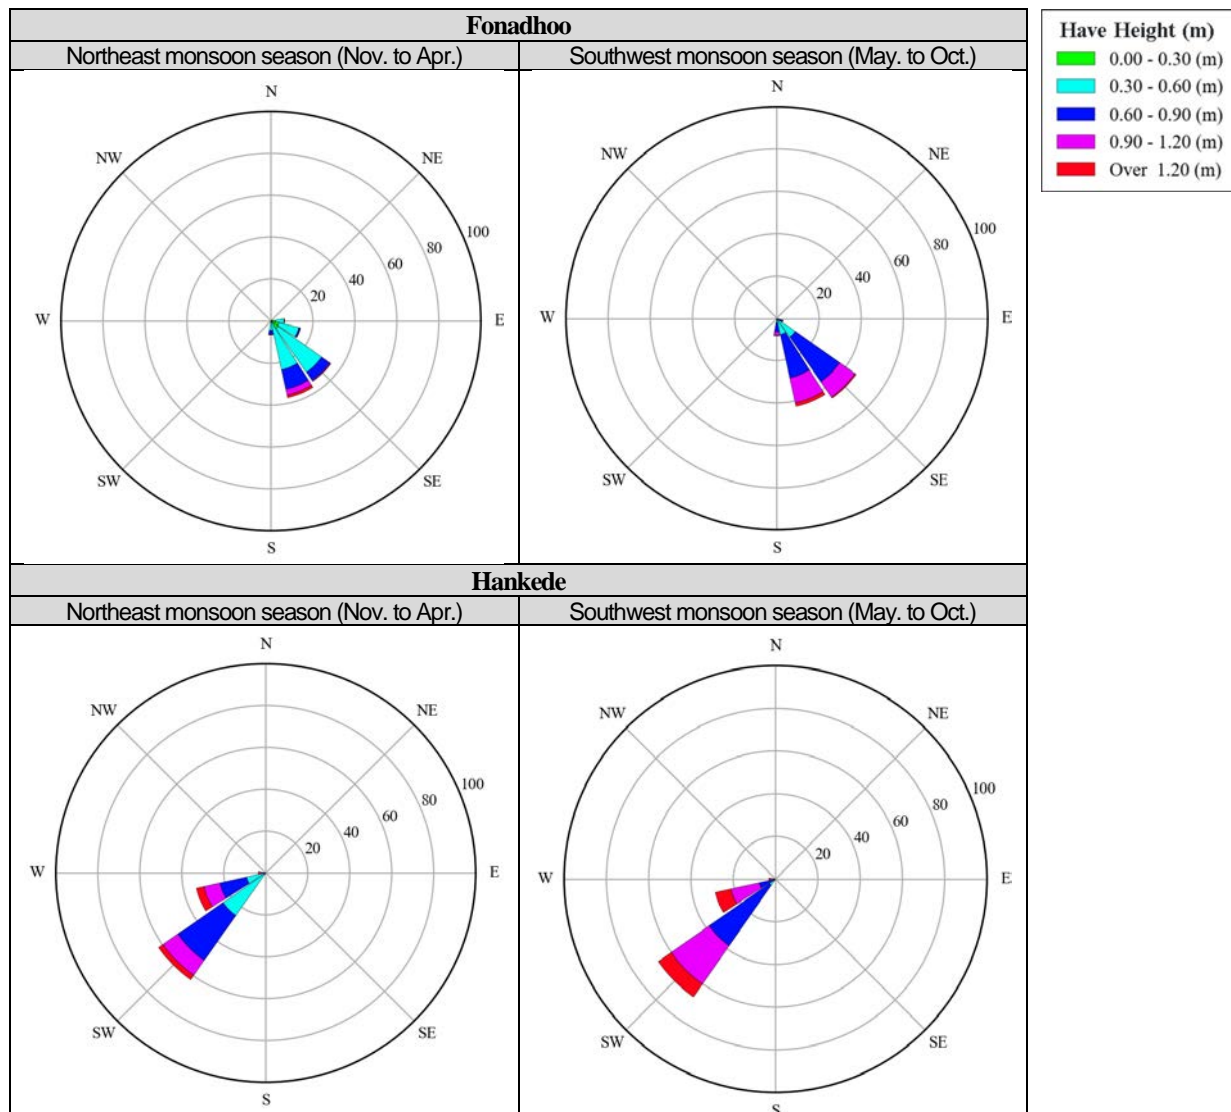 Fonadhoo
Northeast monsoon season (Nov. to Apr.)
Southwest monsoon season (May. to Oct.)
N
NW
NE
100
80
60
40
20
W
E
SW
SE
S
N
NW
NE
100
80
60
40
20
W
E
SW
SE
S
Have Height (m)
0.00 - 0.30 (m)
0.30 - 0.60 (m)
0.60 - 0.90 (m)
0.90 - 1.20 (m)
Over 1.20 (m)
Hankede
Northeast monsoon season (Nov. to Apr.)
Southwest monsoon season (May. to Oct.)
N
NW
NE
100
80
60
40
20
W
E
SW
SE
S
N
NW
NE
100
80
60
40
20
W
E
SW
SE
S